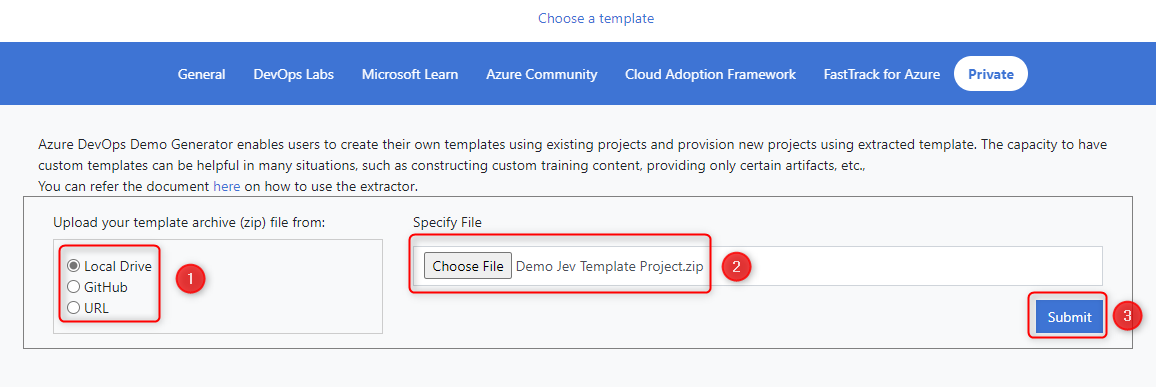 Choose a template
General DevOps Labs Microsoft Learn Azure Community Cloud Adoption Framework FastTrack for Azure Private
Azure DevOps Demo Generator enables users to create their own templates using existing projects and provision new projects using extracted template. The capacity to have
custom templates can be helpful in many situations, such as constructing custom training content, providing only certain artifacts, etc.,
You can refer the document here on how to use the extractor.
Upload your template archive (zip) file from:
Local Drive
GitHub
URL
1
Specify File
Choose File Demo Jev Template Project.zip
2
Submit
3